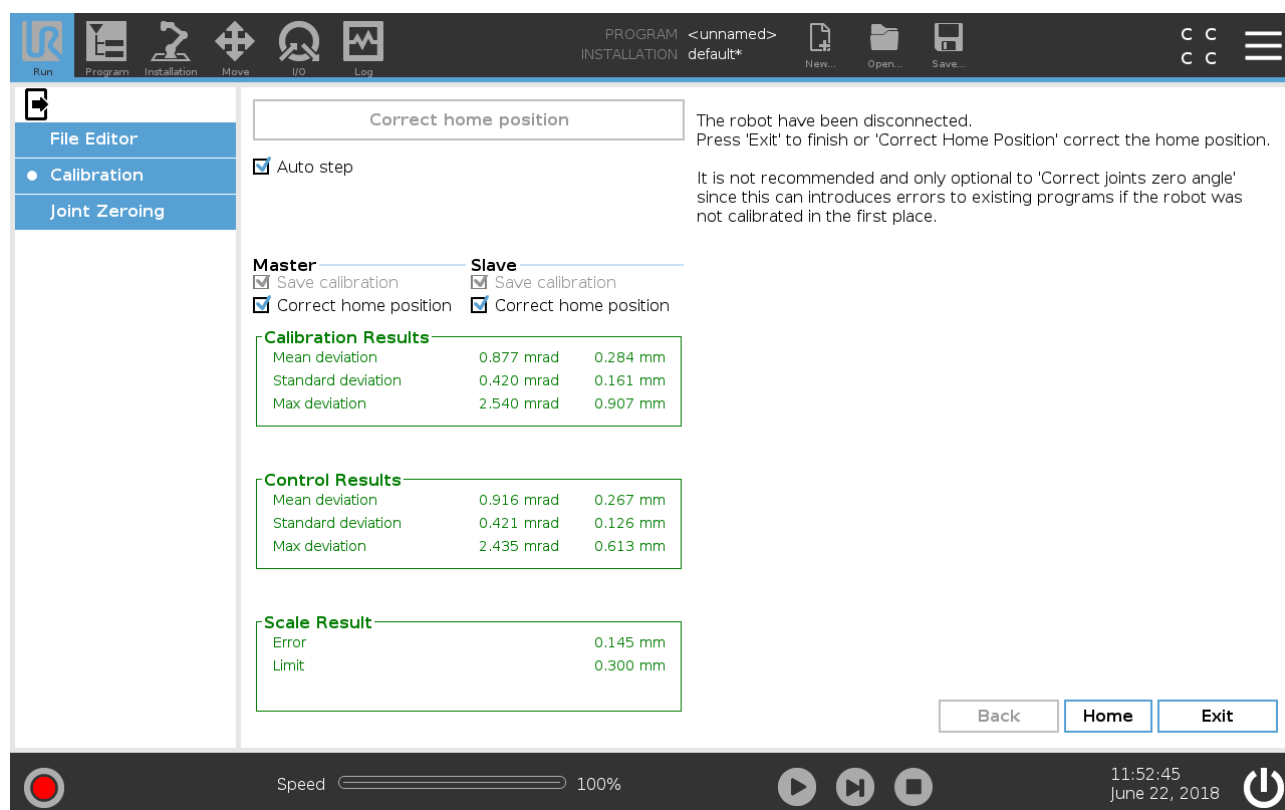 UR
Run
Program
Installation
Move
I/O
Log
PROGRAM <unnamed>
INSTALLATION default*
New...
Open...
Save...
C C
C C
File Editor
Calibration
Joint Zeroing
Correct home position
Auto step
The robot have been disconnected.
Press 'Exit' to finish or 'Correct Home Position' correct the home position.
It is not recommended and only optional to 'Correct joints zero angle'
since this can introduces errors to existing programs if the robot was
not calibrated in the first place.
Master Slave
Save calibration Save calibration
Correct home position Correct home position
Calibration Results
Mean deviation 0.877 mrad 0.284 mm
Standard deviation 0.420 mrad 0.161 mm
Max deviation 2.540 mrad 0.907 mm
Control Results
Mean deviation 0.916 mrad 0.267 mm
Standard deviation 0.421 mrad 0.126 mm
Max deviation 2.435 mrad 0.613 mm
Scale Result
Error 0.145 mm
Limit 0.300 mm
Back Home Exit
Speed 100%
11:52:45
June 22, 2018